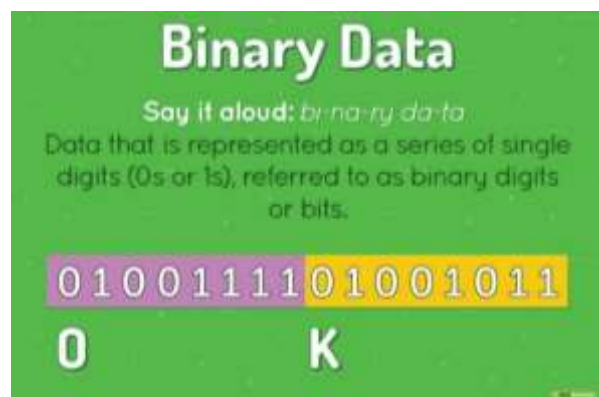 Binary Data
Say it aloud: bi-na-ry da-ta
Data that is represented as a series of single
digits (0s or 1s), referred to as binary digits
or bits.
0100111101001011
O K